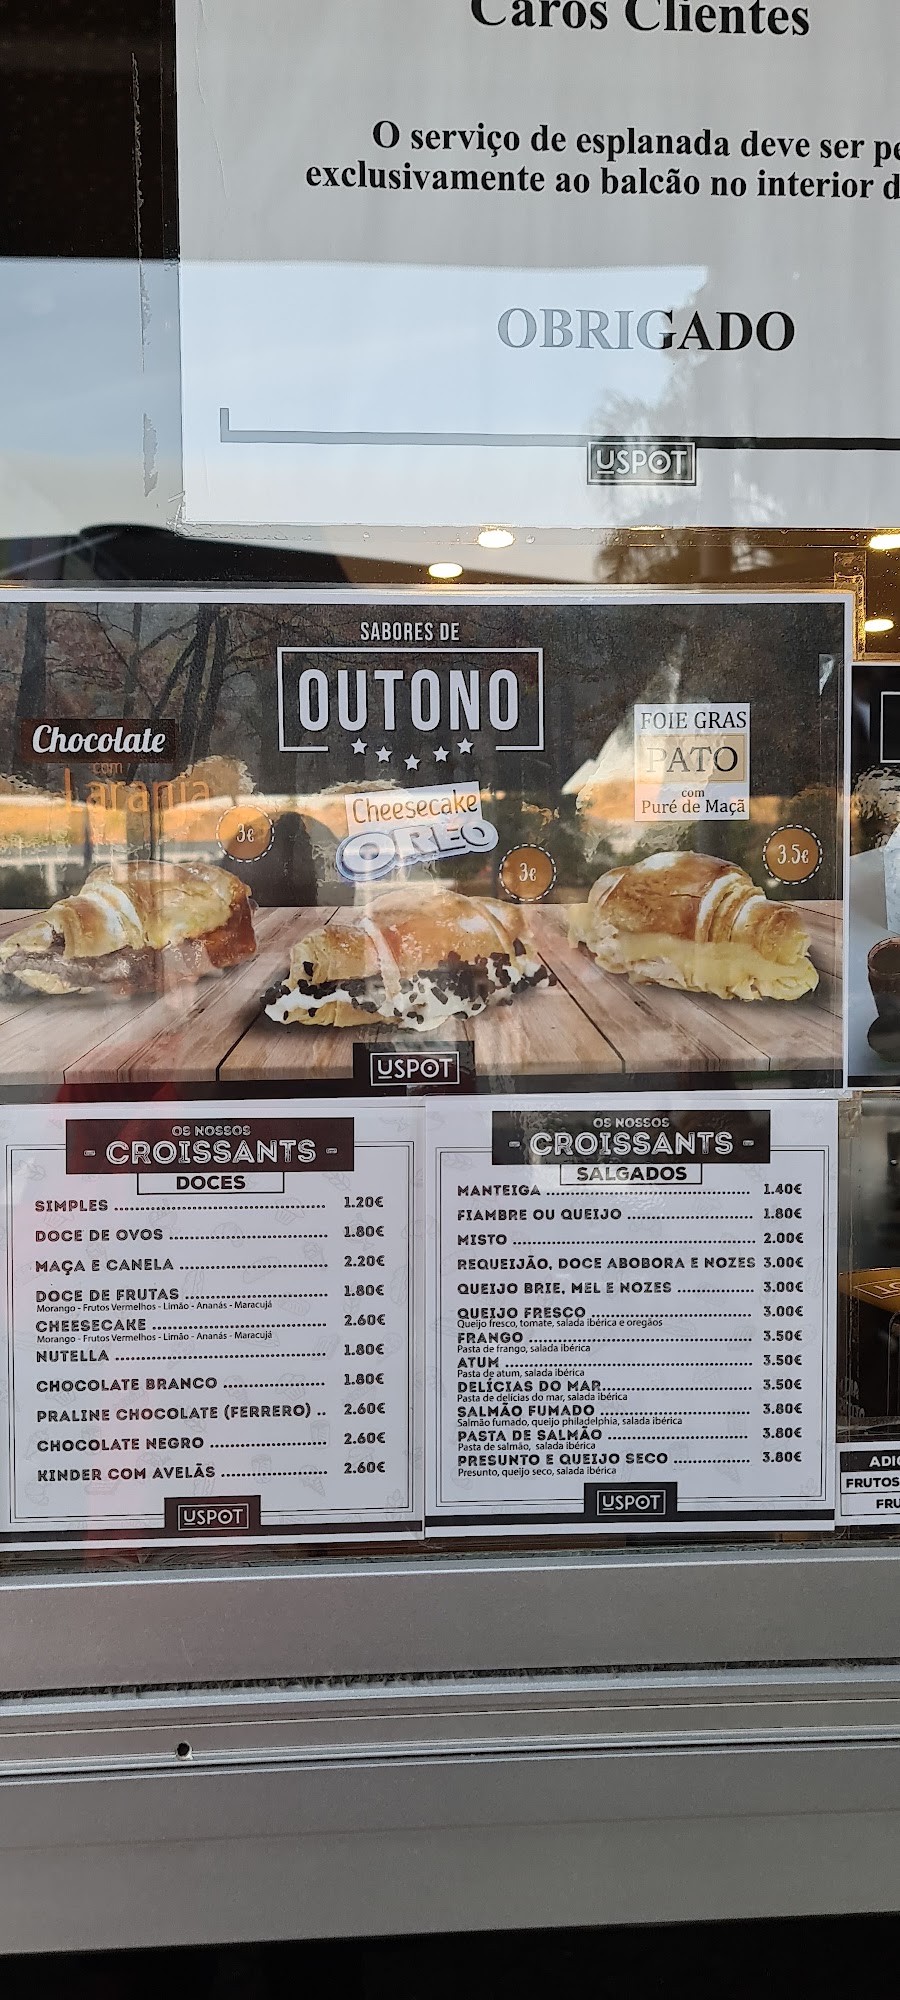 Caros Clientes
O serviço de esplanada deve ser
exclusivamente ao balcão no interior
OBRIGADO
USPOT
SABORES DE
OUTONO
Chocolate
com
Laranja
3€
Cheesecake
OREO
3€
FOIE GRAS
PATO
com
Puré de Maçã
3.5€
USPOT
OS NOSSOS
- CROISSANTS -
DOCES
SIMPLES 1.20€
DOCE DE OVOS 1.80€
MAÇA E CANELA 2.20€
DOCE DE FRUTAS 1.80€
Morango - Frutos Vermelhos - Limão - Ananás - Maracujá
CHEESECAKE 2.60€
Morango - Frutos Vermelhos - Limão - Ananás - Maracujá
NUTELLA 1.80€
CHOCOLATE BRANCO 1.80€
PRALINE CHOCOLATE (FERRERO) 2.60€
CHOCOLATE NEGRO 2.60€
KINDER COM AVELÃS 2.60€
USPOT
OS NOSSOS
- CROISSANTS -
SALGADOS
MANTEIGA 1.40€
FIAMBRE OU QUEIJO 1.80€
MISTO 2.00€
REQUEIJÃO, DOCE ABOBORA E NOZES 3.00€
QUEIJO BRIE, MEL E NOZES 3.00€
QUEIJO FRESCO 3.00€
Queijo fresco, tomate, salada ibérica e oregãos
FRANGO 3.50€
Pasta de frango, salada ibérica
ATUM 3.50€
Pasta de atum, salada ibérica
DELÍCIAS DO MAR 3.50€
Pasta de delícias do mar, salada ibérica
SALMÃO FUMADO 3.80€
Salmão fumado, queijo philadelphia, salada ibérica
PASTA DE SALMÃO 3.80€
Pasta de salmão, salada ibérica
PRESUNTO E QUEIJO SECO 3.80€
Presunto, queijo seco, salada ibérica
USPOT
FRUTOS